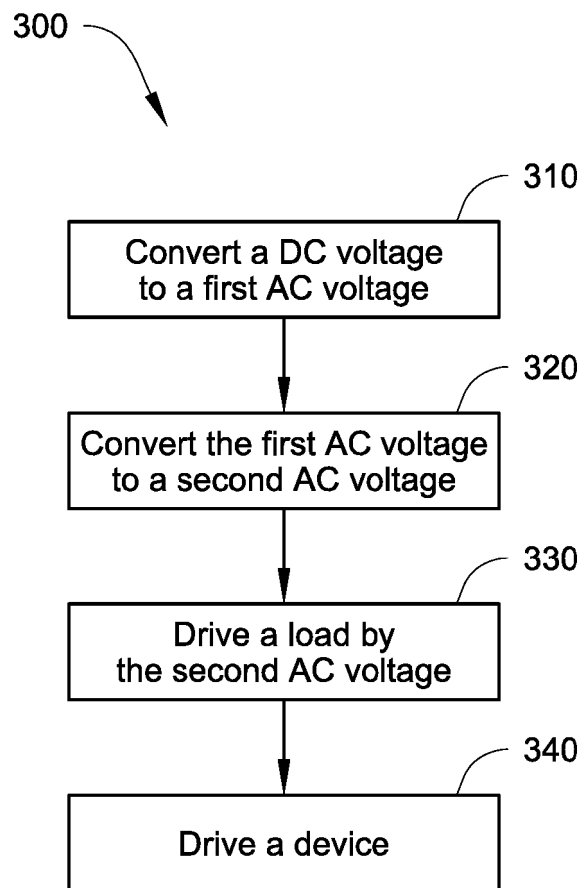 300
310
Convert a DC voltage
to a first AC voltage
320
Convert the first AC voltage
to a second AC voltage
330
Drive a load by
the second AC voltage
340
Drive a device